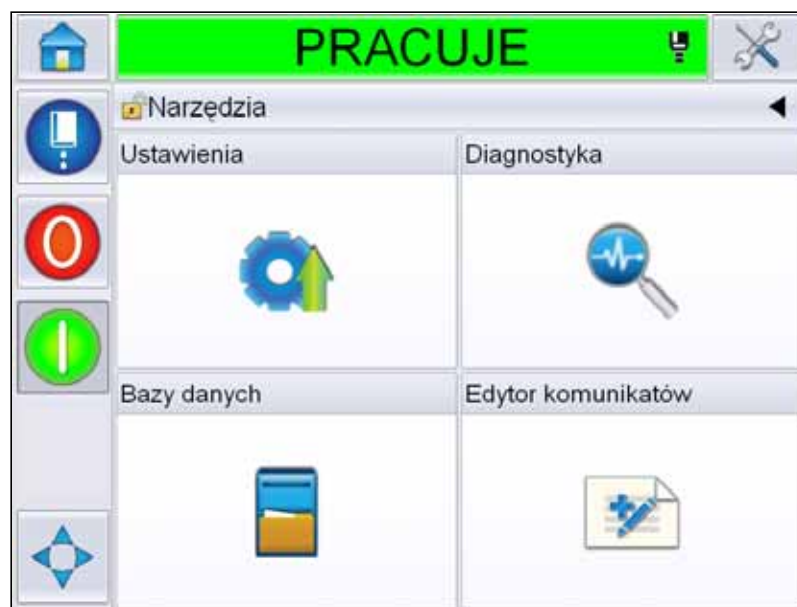 PRACUJE
Narzędzia
Ustawienia
Diagnostyka
Bazy danych
Edytor komunikatów